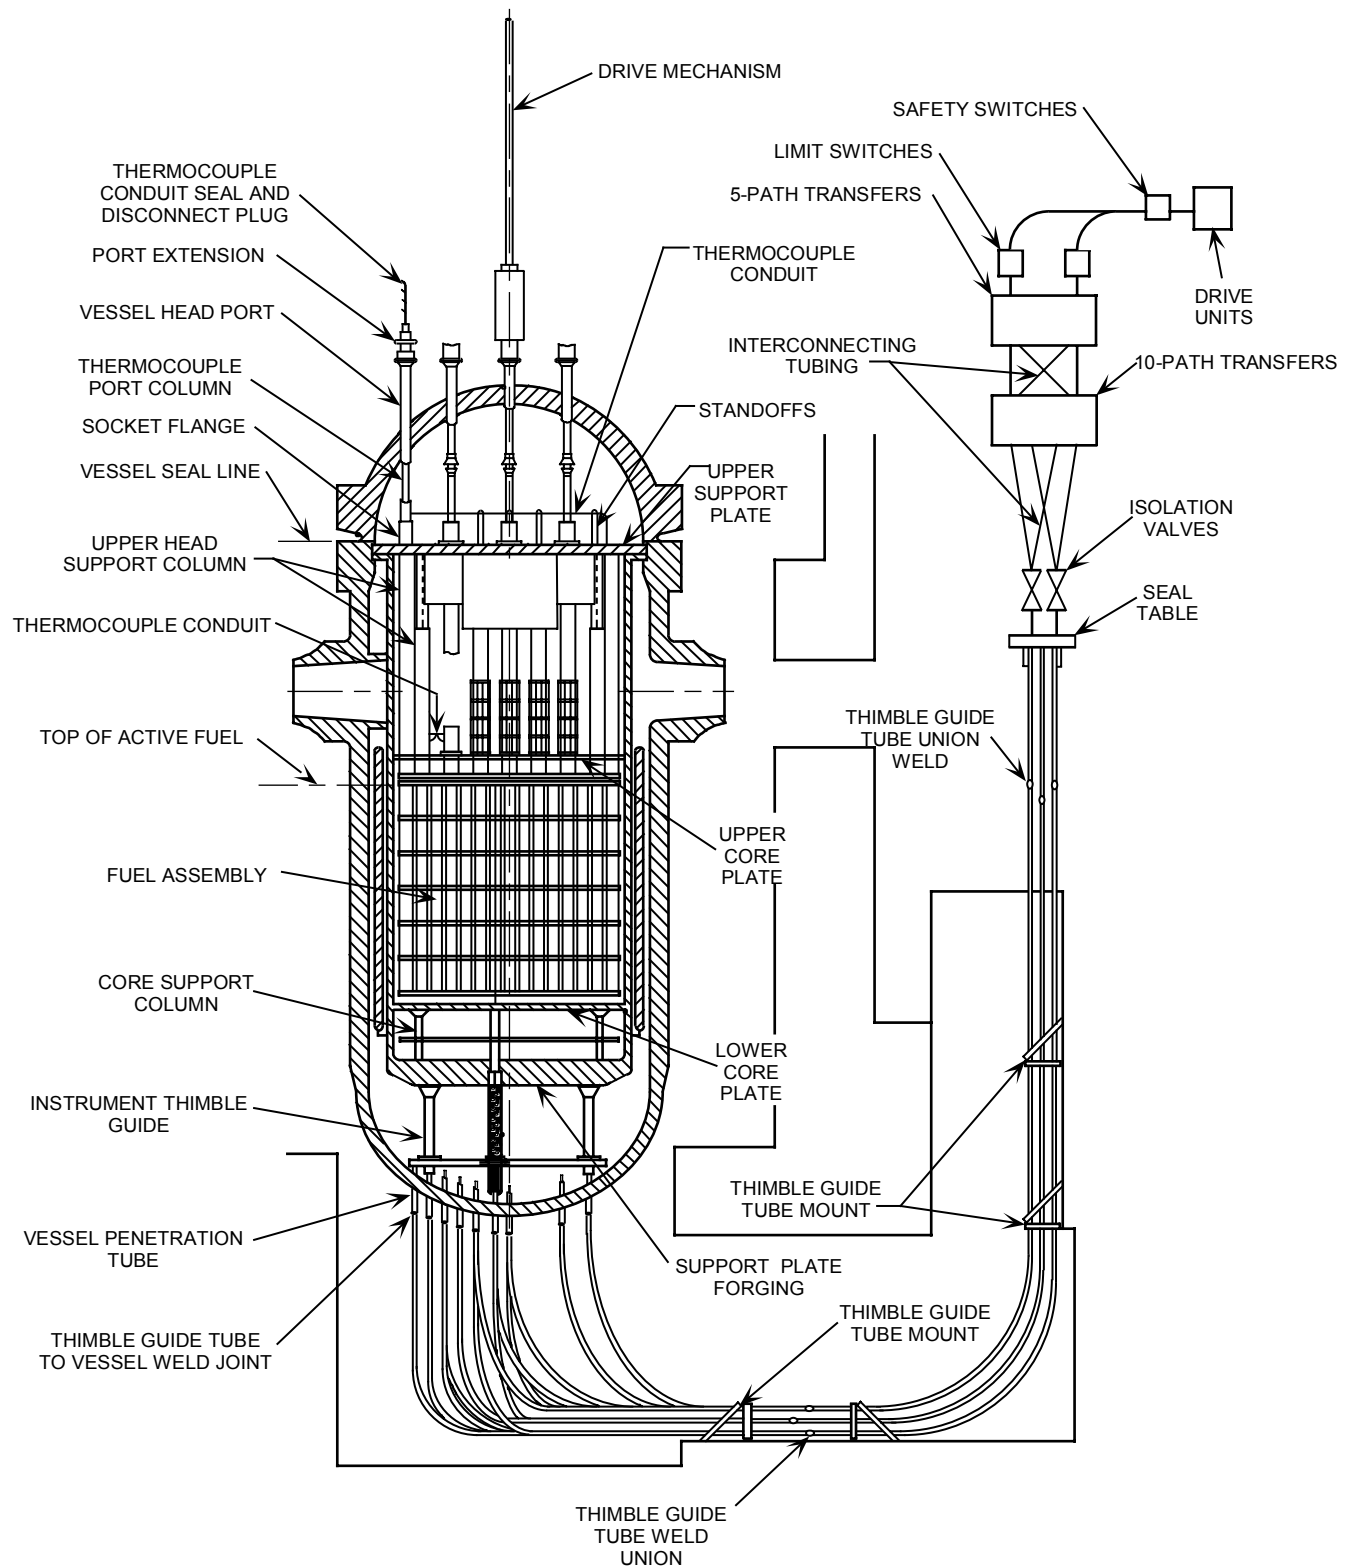 DRIVE MECHANISM
SAFETY SWITCHES
LIMIT SWITCHES
5-PATH TRANSFERS
THERMOCOUPLE
CONDUIT SEAL AND
DISCONNECT PLUG
PORT EXTENSION
VESSEL HEAD PORT
THERMOCOUPLE
PORT COLUMN
SOCKET FLANGE
VESSEL SEAL LINE
UPPER HEAD
SUPPORT COLUMN
THERMOCOUPLE CONDUIT
TOP OF ACTIVE FUEL
FUEL ASSEMBLY
CORE SUPPORT
COLUMN
INSTRUMENT THIMBLE
GUIDE
VESSEL PENETRATION
TUBE
THIMBLE GUIDE TUBE
TO VESSEL WELD JOINT
THERMOCOUPLE
CONDUIT
DRIVE
UNITS
INTERCONNECTING
TUBING
10-PATH TRANSFERS
STANDOFFS
UPPER
SUPPORT
PLATE
ISOLATION
VALVES
SEAL
TABLE
THIMBLE GUIDE
TUBE UNION
WELD
UPPER
CORE
PLATE
LOWER
CORE
PLATE
THIMBLE GUIDE
TUBE MOUNT
SUPPORT PLATE
FORGING
THIMBLE GUIDE
TUBE MOUNT
THIMBLE GUIDE
TUBE WELD
UNION